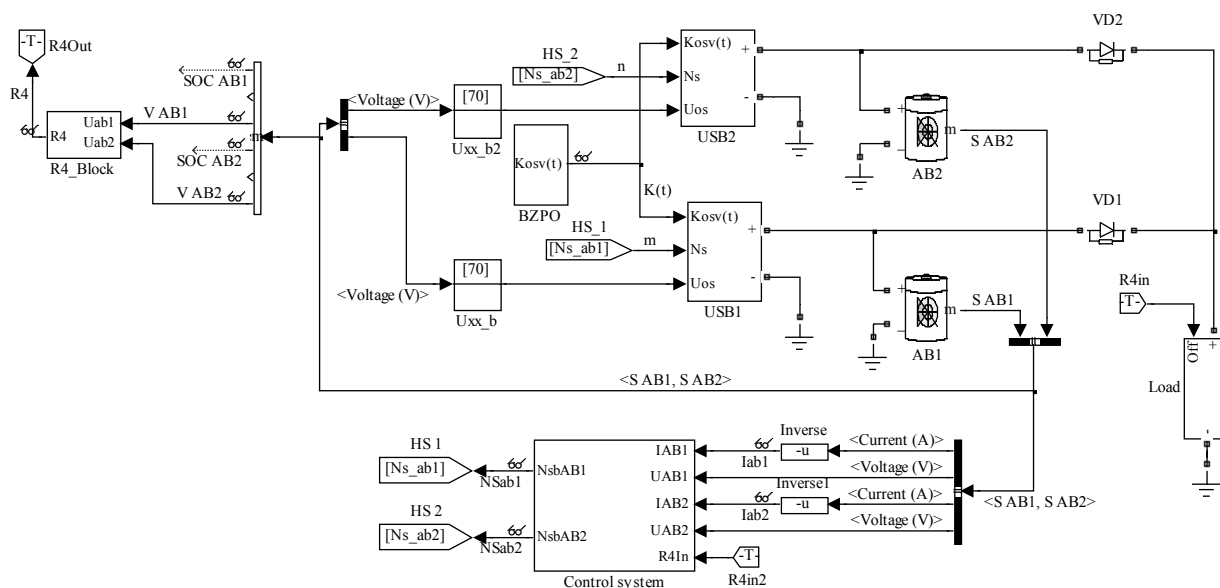 -T-
R4Out
R4
SOC AB1
V AB1
Uab1
R4
Uab2
R4_Block
SOC AB2
V AB2
m
<Voltage (V)>
[70]
Uxx_b2
HS_2
[Ns_ab2]
n
Kosv(t)
+
Ns
-
Uos
USB2
Kosv(t)
BZPO
K(t)
HS_1
[Ns_ab1]
m
Kosv(t)
+
Ns
-
Uos
USB1
<Voltage (V)>
[70]
Uxx_b
VD2
+
m
_
S AB2
AB2
VD1
+
m
_
S AB1
AB1
R4in
-T-
Off
+
Load
-
<S AB1, S AB2>
HS 1
[Ns_ab1]
NSab1
HS 2
[Ns_ab2]
NSab2
NsbAB1
NsbAB2
IAB1
UAB1
IAB2
UAB2
R4In
Control system
Inverse
-u
Iab1
<Current (A)>
<Voltage (V)>
Inverse1
-u
Iab2
<Current (A)>
<Voltage (V)>
<S AB1, S AB2>
-T-
R4in2